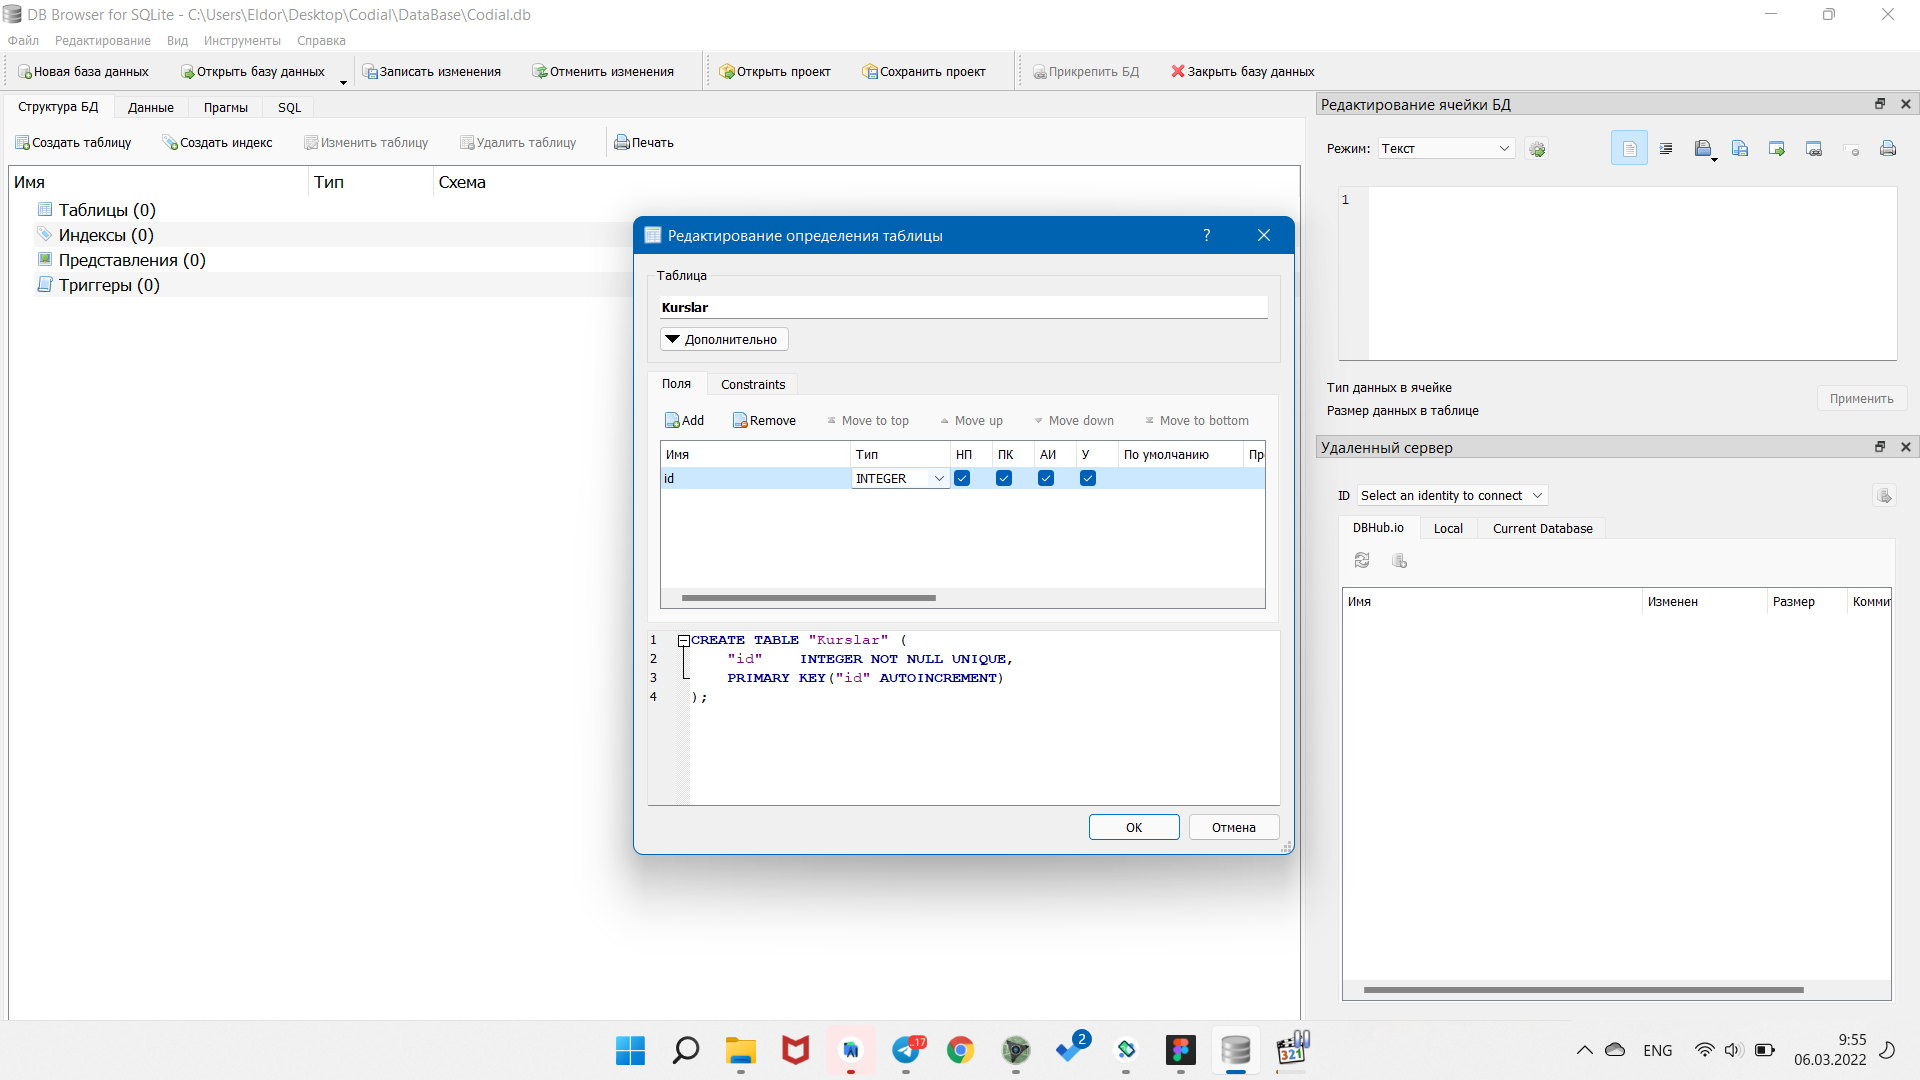 DB Browser for SQLite - C:\Users\Eldor\Desktop\Codial\DataBase\Codial.db
Файл Редактирование Вид Инструменты Справка
Новая база данных Открыть базу данных Записать изменения Отменить изменения Открыть проект Сохранить проект Прикрепить БД Закрыть базу данных
Структура БД Данные Прагмы SQL
Создать таблицу Создать индекс Изменить таблицу Удалить таблицу Печать
Имя Тип Схема
Таблицы (0)
Индексы (0)
Представления (0)
Триггеры (0)
Редактирование определения таблицы ?
Таблица
Kurslar
Дополнительно
Поля Constraints
Add Remove Move to top Move up Move down Move to bottom
Имя Тип НП ПК АИ У По умолчанию Пр
id INTEGER
1 CREATE TABLE "Kurslar" (
2 "id" INTEGER NOT NULL UNIQUE,
3 PRIMARY KEY("id" AUTOINCREMENT)
4 );
OK Отмена
Редактирование ячейки БД
Режим: Текст
1
Тип данных в ячейке
Размер данных в таблице
Применить
Удаленный сервер
ID Select an identity to connect
DBHub.io Local Current Database
Имя Изменен Размер Комми
..17
2
321
ENG
9:55
06.03.2022